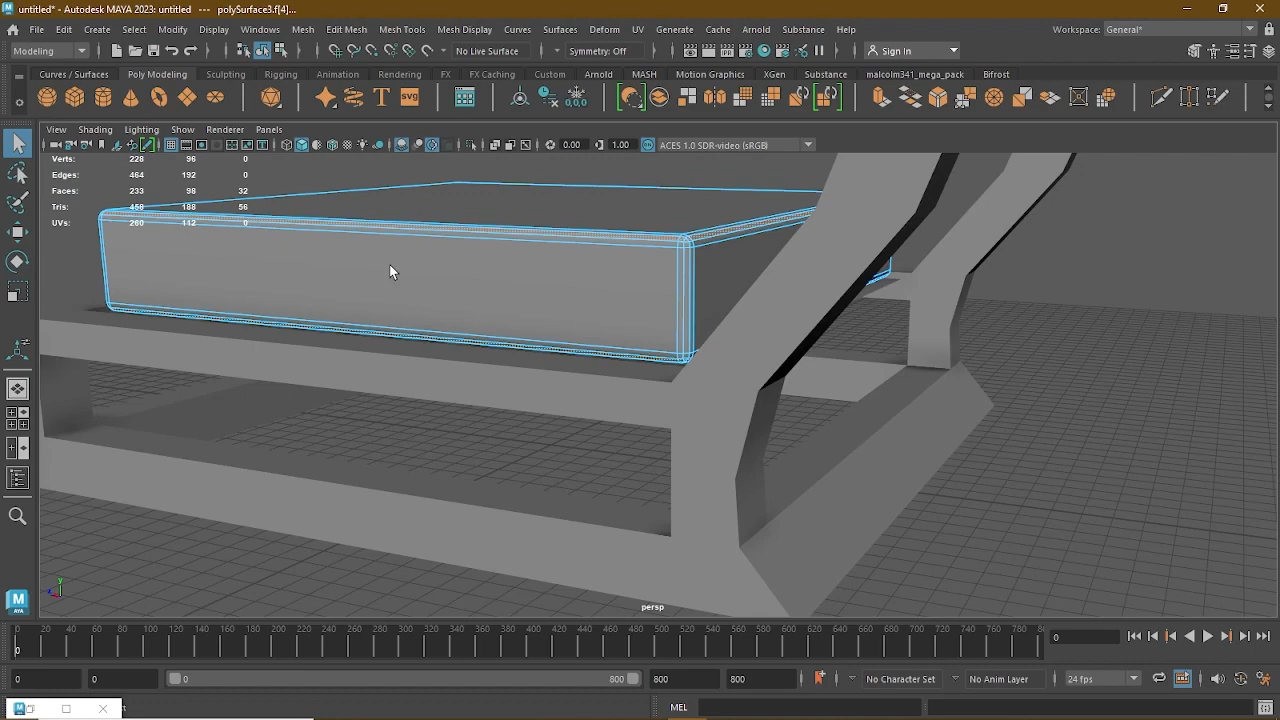 untitled* - Autodesk MAYA 2023: untitled --- polySurface3.f[4]...
File Edit Create Select Modify Display Windows Mesh Edit Mesh Mesh Tools Mesh Display Curves Surfaces Deform UV Generate Cache Arnold Substance Help
Workspace: General*
Modeling
No Live Surface
Symmetry: Off
Sign In
Curves / Surfaces Poly Modeling Sculpting Rigging Animation Rendering FX FX Caching Custom Arnold MASH Motion Graphics XGen Substance malcolm341_mega_pack Bifrost
T svg 0,0,0
View Shading Lighting Show Renderer Panels
0.00 1.00 ACES 1.0 SDR-video (sRGB)
Verts: 228 96 0
Edges: 464 192 0
Faces: 233 98 32
Tris: 458 188 56
UVs: 260 112 0
y
persp
M
AYA
0 20 40 60 80 100 120 140 160 180 200 220 240 260 280 300 320 340 360 380 400 420 440 460 480 500 520 540 560 580 600 620 640 660 680 700 720 740 760 780 8
0
0
0 0 0 800 800 800 No Character Set No Anim Layer 24 fps
MEL